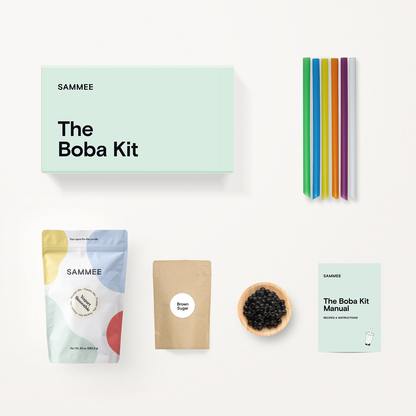 SAMMEE
The
Boba Kit
SAMMEE
Brown
Sugar
SAMMEE
The Boba Kit
Manual
RECIPES & INSTRUCTIONS